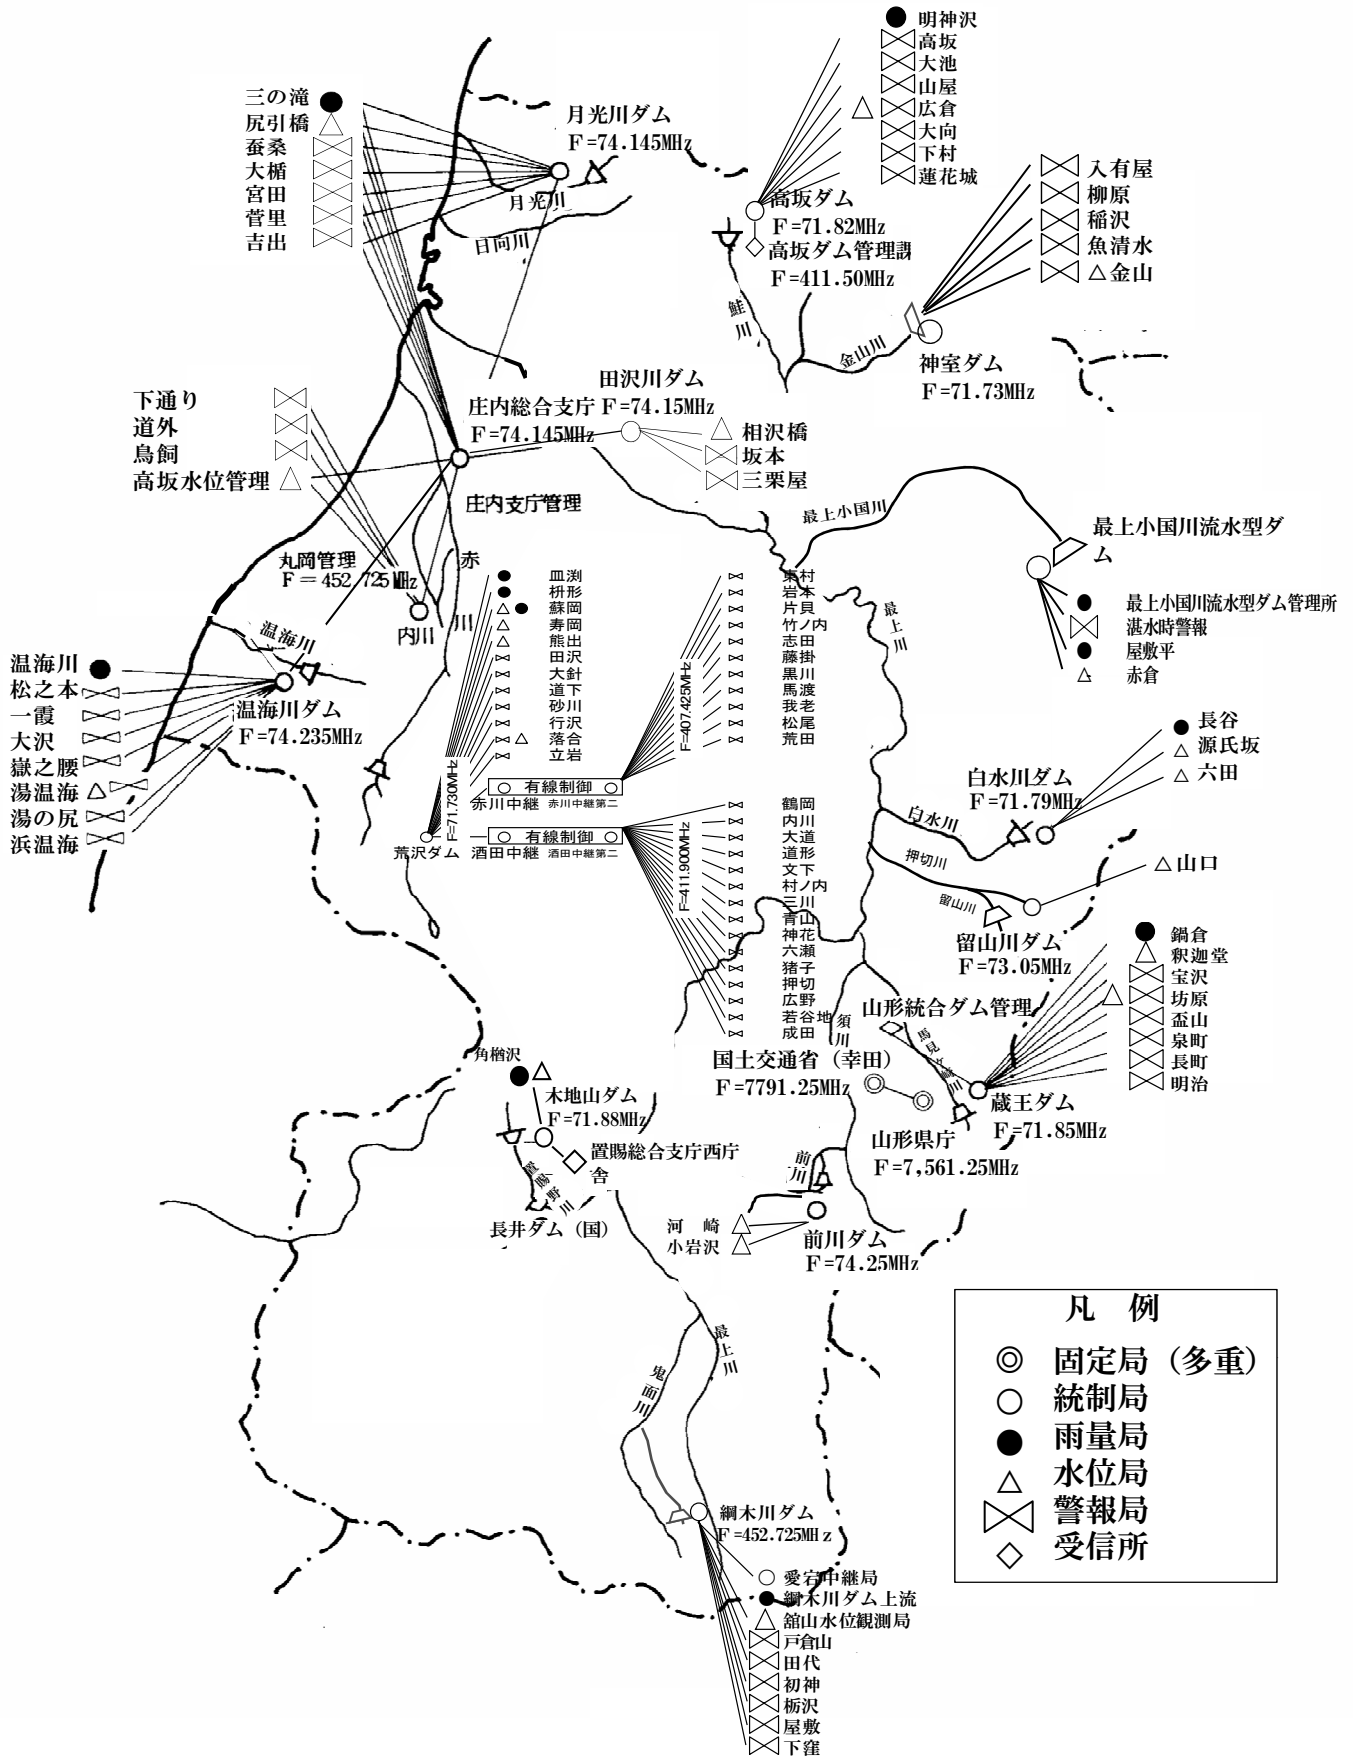 明神沢
高坂
大池
山屋
広倉
大向
下村
蓮花城
三の滝
尻引橋
蚕桑
大楯
宮田
菅里
吉出
月光川ダム
F=74.145MHz
月光川
日向川
高坂ダム
F=71.82MHz
高坂ダム管理課
F=411.50MHz
入有屋
柳原
稲沢
魚清水
△金山
鮭川
金山川
神室ダム
F=71.73MHz
下通り
道外
鳥飼
高坂水位管理
田沢川ダム
庄内総合支庁 F=74.15MHz
F=74.145MHz
相沢橋
坂本
三栗屋
庄内支庁管理
最上小国川
最上小国川流水型ダ
ム
丸岡管理
F=452.725MHz
赤
川
内川
最上小国川流水型ダム管理所
湛水時警報
屋敷平
赤倉
皿渕
枡形
蘇岡
寿岡
熊出
田沢
大針
道下
砂川
行沢
落合
立岩
東村
岩本
片貝
竹ノ内
志田
藤掛
黒川
馬渡
我老
松尾
荒田
F=407.425MHz
最上川
温海川
温海川
松之本
一霞
大沢
嶽之腰
湯温海
湯の尻
浜温海
温海川ダム
F=74.235MHz
長谷
源氏坂
六田
白水川ダム
F=71.79MHz
白水川
F=71.730MHz
有線制御
赤川中継 赤川中継第二
有線制御
荒沢ダム 酒田中継 酒田中継第二
鶴岡
内川
大道
道形
文下
村ノ内
三川
青山
神花
六瀬
猪子
押切
広野
若谷地
成田
F=411.900MHz
押切川
留山川
山口
留山川ダム
F=73.05MHz
鍋倉
釈迦堂
宝沢
坊原
盃山
泉町
長町
明治
山形統合ダム管理
須川
馬見ヶ崎川
国土交通省（幸田）
F=7791.25MHz
蔵王ダム
F=71.85MHz
山形県庁
F=7,561.25MHz
角楢沢
木地山ダム
F=71.88MHz
置賜総合支庁西庁
舎
置賜野川
長井ダム（国）
前川
河　崎
小岩沢
前川ダム
F=74.25MHz
最上川
鬼面川
綱木川ダム
F=452.725MHz
愛宕中継局
綱木川ダム上流
舘山水位観測局
戸倉山
田代
初神
栃沢
屋敷
下窪
凡　例
固定局（多重）
統制局
雨量局
水位局
警報局
受信所